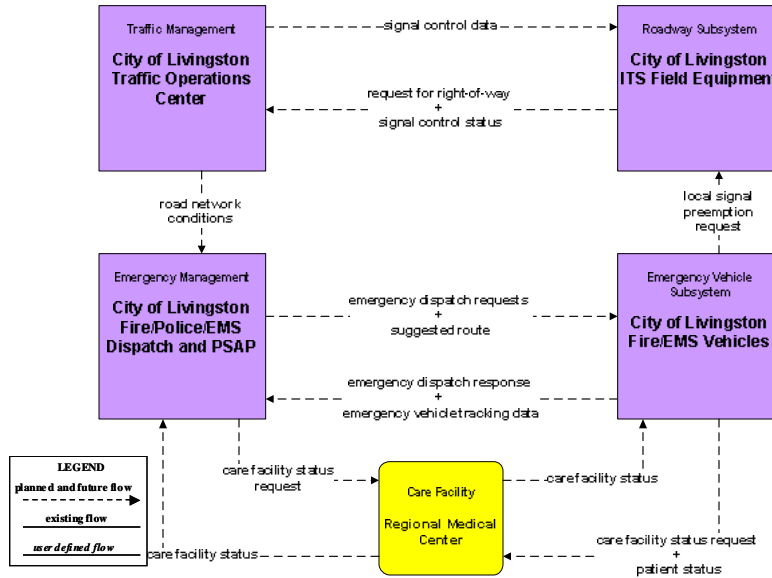 Traffic Management
City of Livingston
Traffic Operations
Center
signal control data
Roadway Subsystem
City of Livingston
ITS Field Equipment
request for right-of-way
+
signal control status
road network
conditions
local signal
preemption
request
Emergency Management
City of Livingston
Fire/Police/EMS
Dispatch and PSAP
emergency dispatch requests
+
suggested route
Emergency Vehicle
Subsystem
City of Livingston
Fire/EMS Vehicles
emergency dispatch response
+
emergency vehicle tracking data
LEGEND
planned and future flow
existing flow
user defined flow
care facility status
request
Care Facility
Regional Medical
Center
care facility status
care facility status
care facility status request
+
patient status